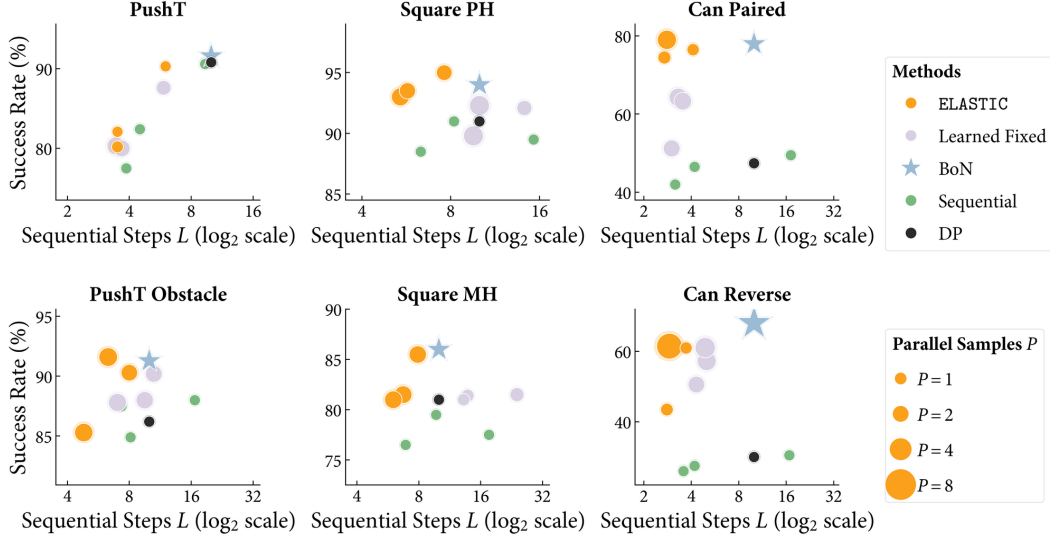 PushT
Square PH
Can Paired
Success Rate (%)
90
80
2
4
8
16
Sequential Steps L (log₂ scale)
95
90
85
4
8
16
Sequential Steps L (log₂ scale)
80
60
40
2
4
8
16
32
Sequential Steps L (log₂ scale)
Methods
ELASTIC
Learned Fixed
BoN
Sequential
DP
PushT Obstacle
Square MH
Can Reverse
Success Rate (%)
95
90
85
4
8
16
32
Sequential Steps L (log₂ scale)
90
85
80
75
4
8
16
32
Sequential Steps L (log₂ scale)
60
40
2
4
8
16
32
Sequential Steps L (log₂ scale)
Parallel Samples P
P = 1
P = 2
P = 4
P = 8